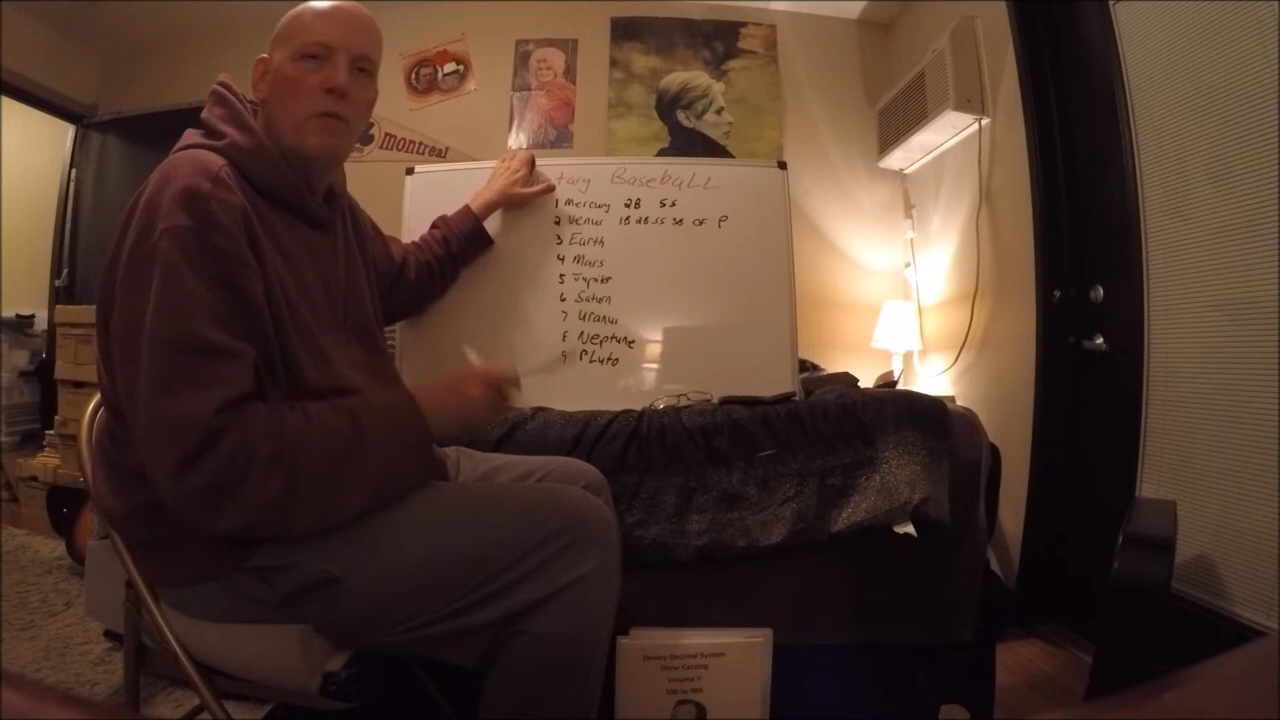 montreal
tary BasebaLL
1 Mercury 2B SS
2 Venus 1B 2B SS 3B OF P
3 Earth
4 Mars
5 Jupiter
6 Saturn
7 Uranus
8 Neptune
9 PLuto
Dewey Decimal System
Show Catalog
Volume II
500 to 999